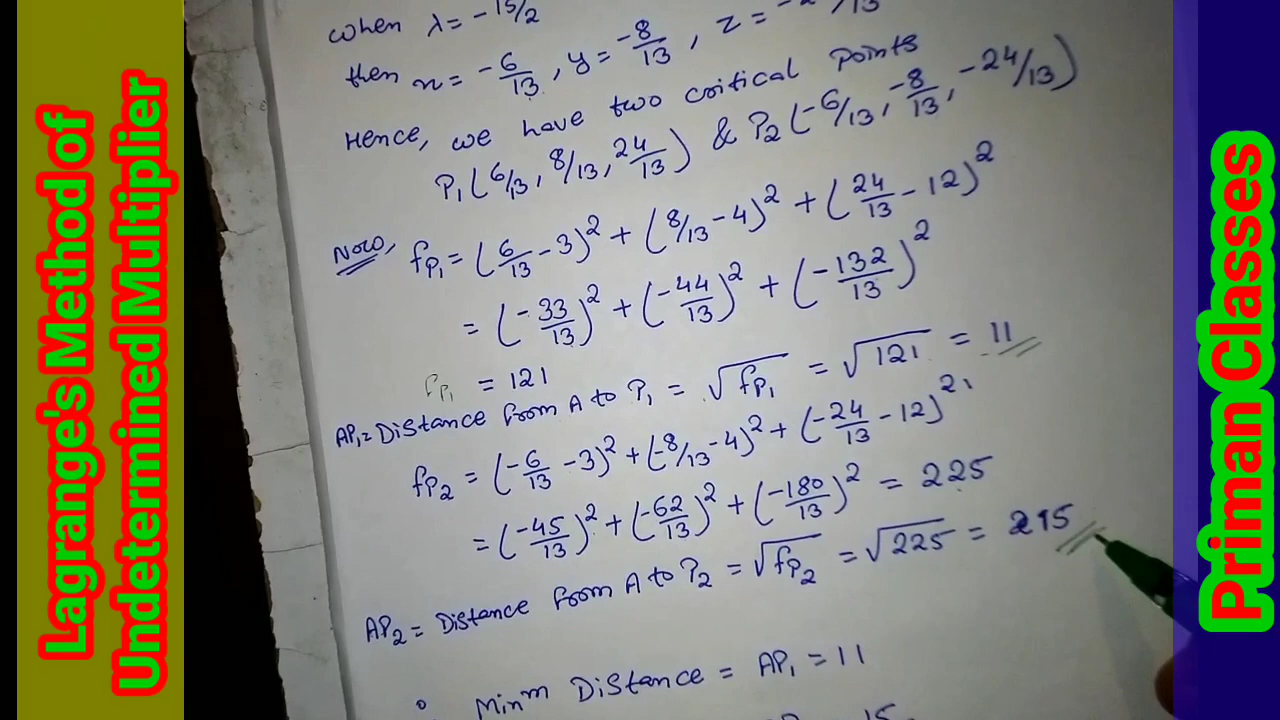 Lagrange's Method of
Undetermined Multiplier
when λ = -15/2
then x = -6/13, y = -8/13, z =
Hence, we have two critical points
P₁(6/13, 8/13, 24/13) & P₂(-6/13, -8/13, -24/13)
Now, fP₁ = (6/13 - 3)² + (8/13 - 4)² + (24/13 - 12)²
= (-33/13)² + (-44/13)² + (-132/13)²
fP₁ = 121
AP₁ = Distance from A to P₁ = √fP₁ = √121 = 11
fP₂ = (-6/13 - 3)² + (-8/13 - 4)² + (-24/13 - 12)²
= (-45/13)² + (-62/13)² + (-180/13)² = 225
AP₂ = Distance from A to P₂ = √fP₂ = √225 = 15
Minm Distance = AP₁ = 11
15
Priman Classes